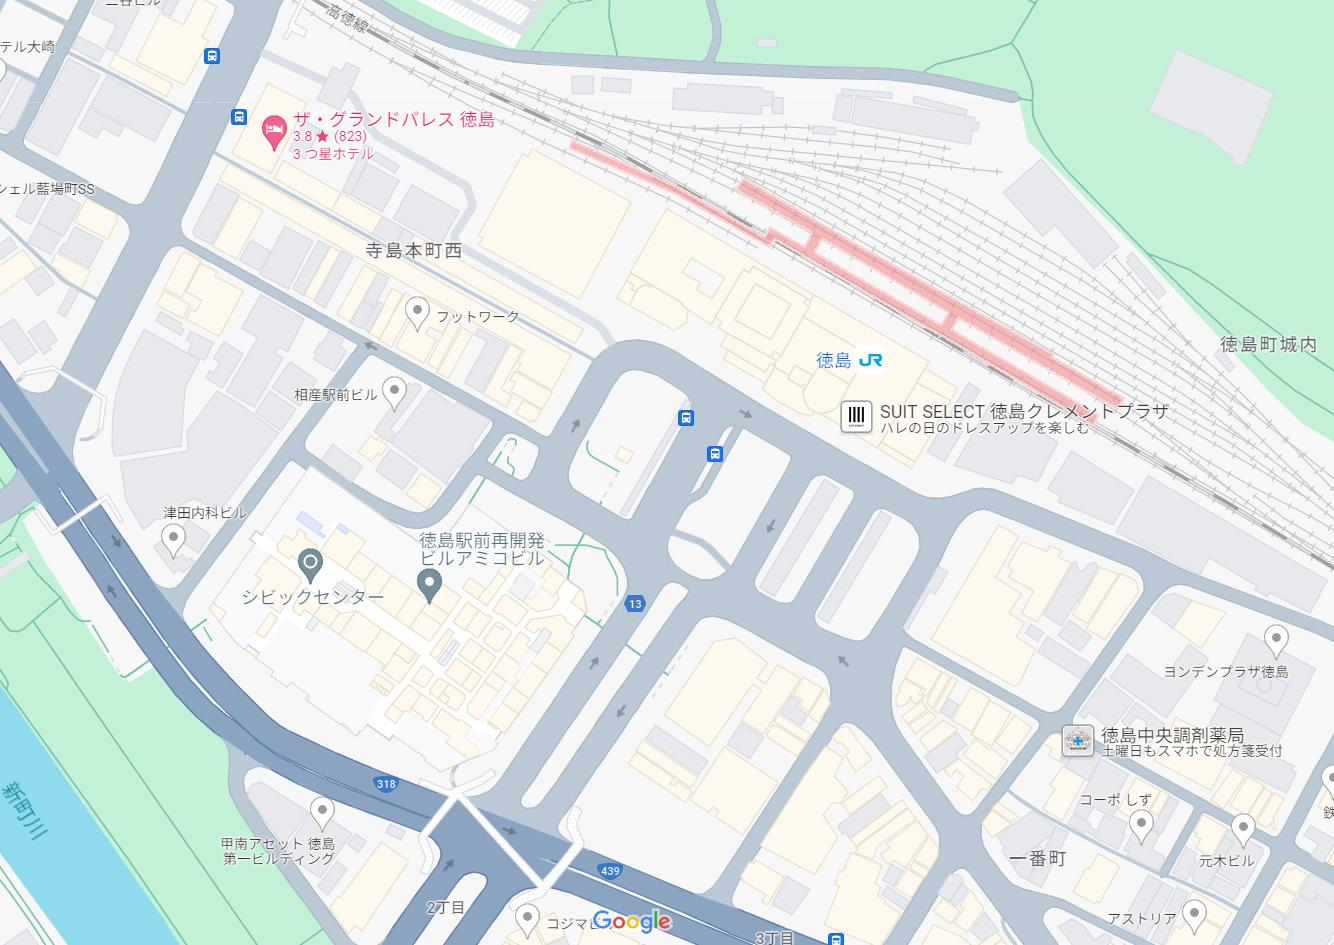 高徳線
テル大崎
ザ・グランドパレス 徳島
3.8 ★ (823)
3 つ星ホテル
シェル藍場町SS
寺島本町西
フットワーク
徳島町城内
徳島 JR
相産駅前ビル
SUIT SELECT 徳島クレメントプラザ
ハレの日のドレスアップを楽しむ
津田内科ビル
徳島駅前再開発
ビルアミコビル
シビックセンター
13
ヨンデンプラザ徳島
徳島中央調剤薬局
土曜日もスマホで処方箋受付
318
新町川
コーポ しず
甲南アセット 徳島
第一ビルディング
元木ビル
一番町
439
2丁目
コジマビ
Google
アストリア
3丁目